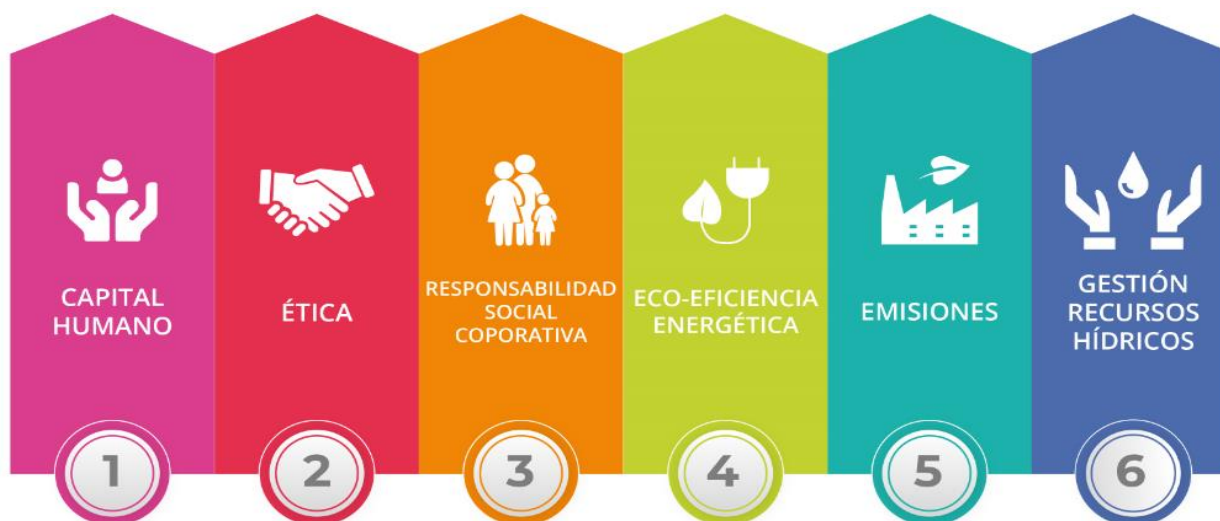 CAPITAL
HUMANO
ÉTICA
RESPONSABILIDAD
SOCIAL
COPORATIVA
ECO-EFICIENCIA
ENERGÉTICA
EMISIONES
GESTIÓN
RECURSOS
HÍDRICOS
1
2
3
4
5
6